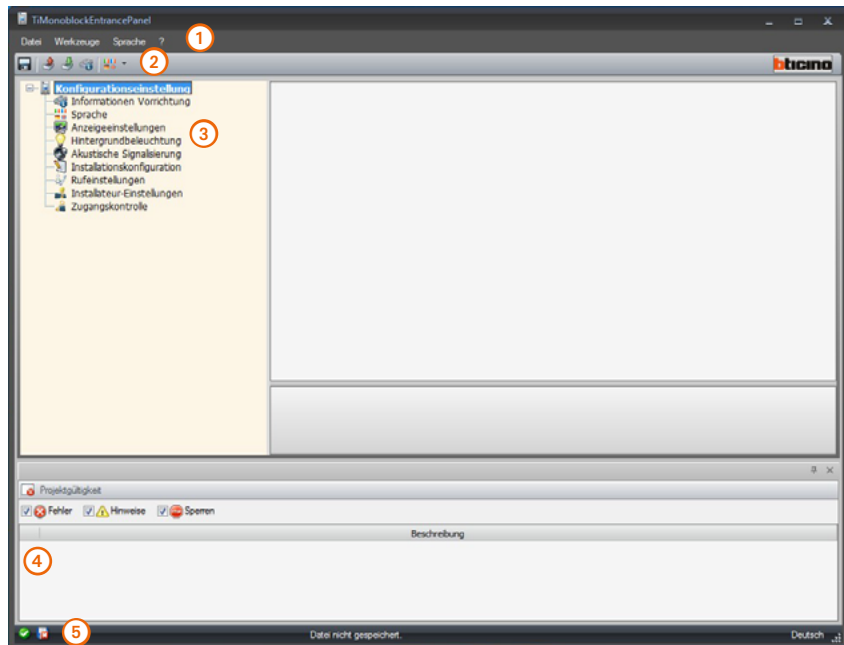 TiMonoblockEntrancePanel
Datei Werkzeuge Sprache ? 1
2 bticino
Konfigurationseinstellung
Informationen Vorrichtung
Sprache
Anzeigeeinstellungen
3
Hintergrundbeleuchtung
Akustische Signalisierung
Installationskonfiguration
Rufeinstellungen
Installateur-Einstellungen
Zugangskontrolle
Projektgültigkeit
Fehler Hinweise Sperren
Beschreibung
4
5 Datei nicht gespeichert. Deutsch